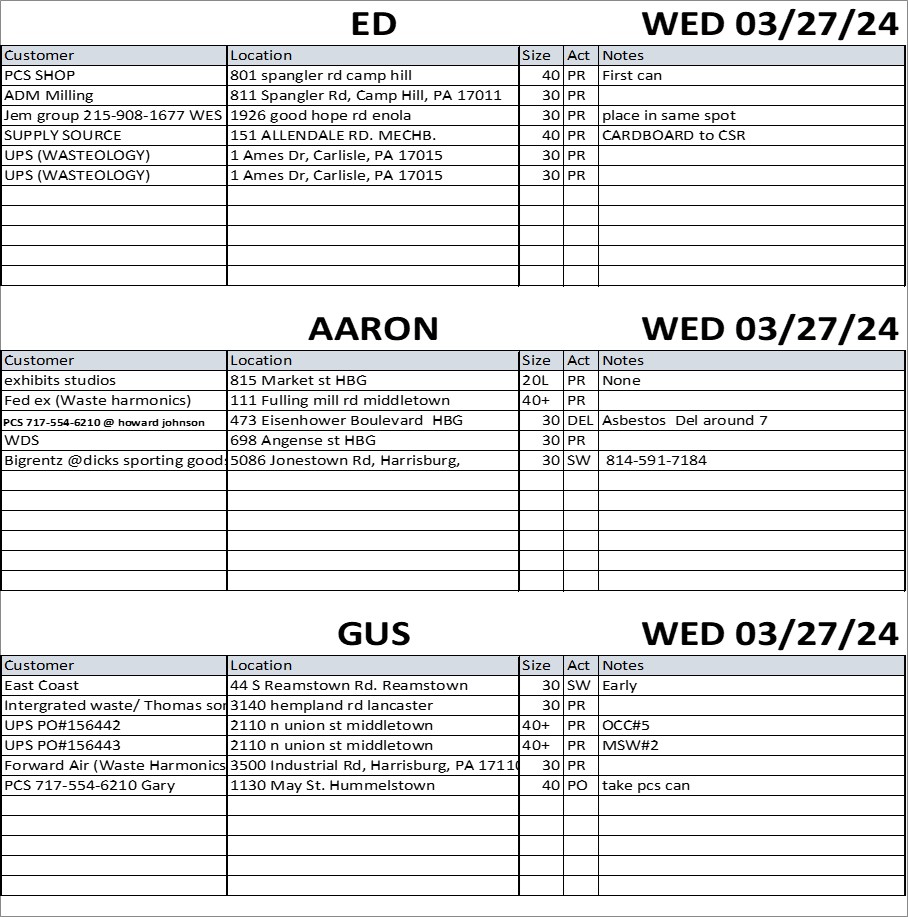 ED WED 03/27/24
Customer Location Size Act Notes
PCS SHOP 801 spangler rd camp hill 40 PR First can
ADM Milling 811 Spangler Rd, Camp Hill, PA 17011 30 PR
Jem group 215-908-1677 WES 1926 good hope rd enola 30 PR place in same spot
SUPPLY SOURCE 151 ALLENDALE RD. MECHB. 40 PR CARDBOARD to CSR
UPS (WASTEOLOGY) 1 Ames Dr, Carlisle, PA 17015 30 PR
UPS (WASTEOLOGY) 1 Ames Dr, Carlisle, PA 17015 30 PR
AARON WED 03/27/24
Customer Location Size Act Notes
exhibits studios 815 Market st HBG 20L PR None
Fed ex (Waste harmonics) 111 Fulling mill rd middletown 40+ PR
PCS 717-554-6210 @ howard johnson 473 Eisenhower Boulevard HBG 30 DEL Asbestos Del around 7
WDS 698 Angense st HBG 30 PR
Bigrentz @dicks sporting goods 5086 Jonestown Rd, Harrisburg, 30 SW 814-591-7184
GUS WED 03/27/24
Customer Location Size Act Notes
East Coast 44 S Reamstown Rd. Reamstown 30 SW Early
Intergrated waste/ Thomas sor 3140 hempland rd lancaster 30 PR
UPS PO#156442 2110 n union st middletown 40+ PR OCC#5
UPS PO#156443 2110 n union st middletown 40+ PR MSW#2
Forward Air (Waste Harmonics 3500 Industrial Rd, Harrisburg, PA 17110 30 PR
PCS 717-554-6210 Gary 1130 May St. Hummelstown 40 PO take pcs can